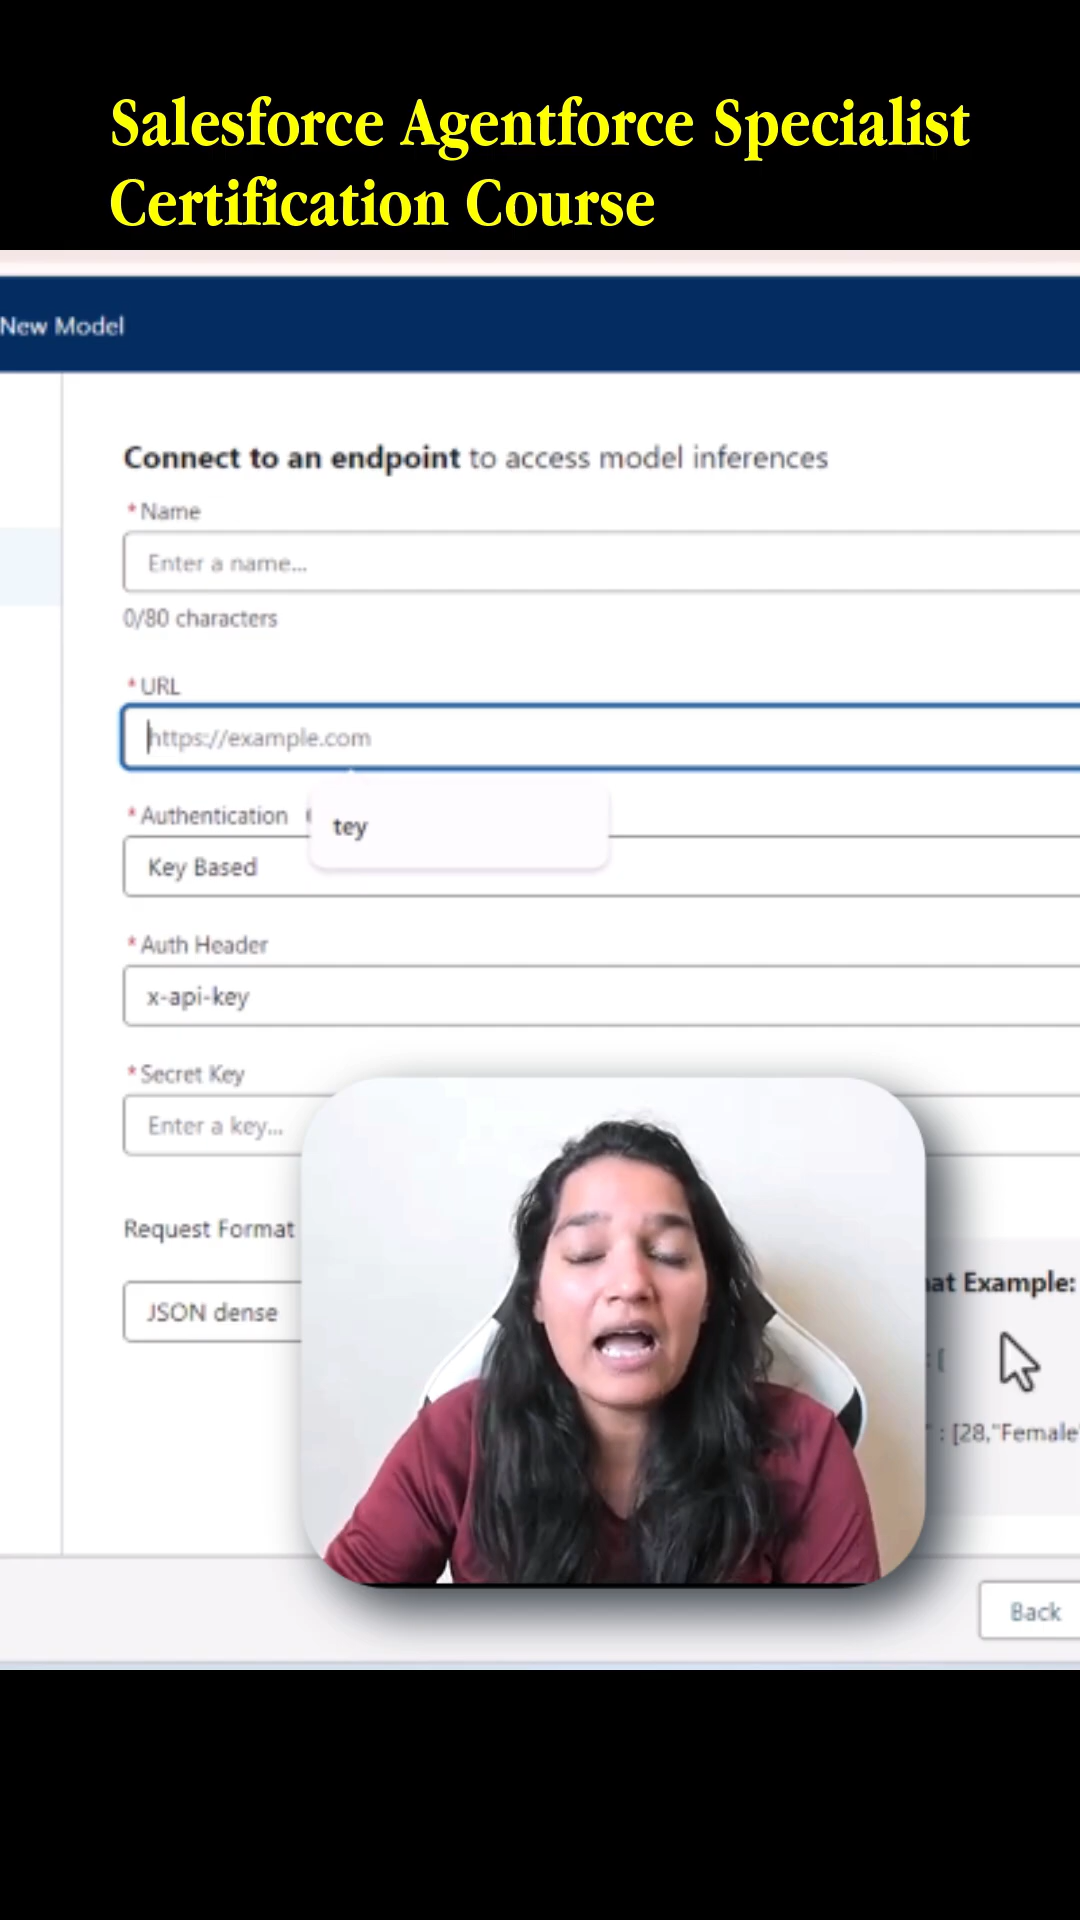 Salesforce Agentforce Specialist
Certification Course
New Model
Connect to an endpoint to access model inferences
* Name
Enter a name...
0/80 characters
* URL
https://example.com
* Authentication
tey
Key Based
* Auth Header
x-api-key
* Secret Key
Enter a key...
Request Format
at Example:
JSON dense
: [
" : [28,"Female"
Back